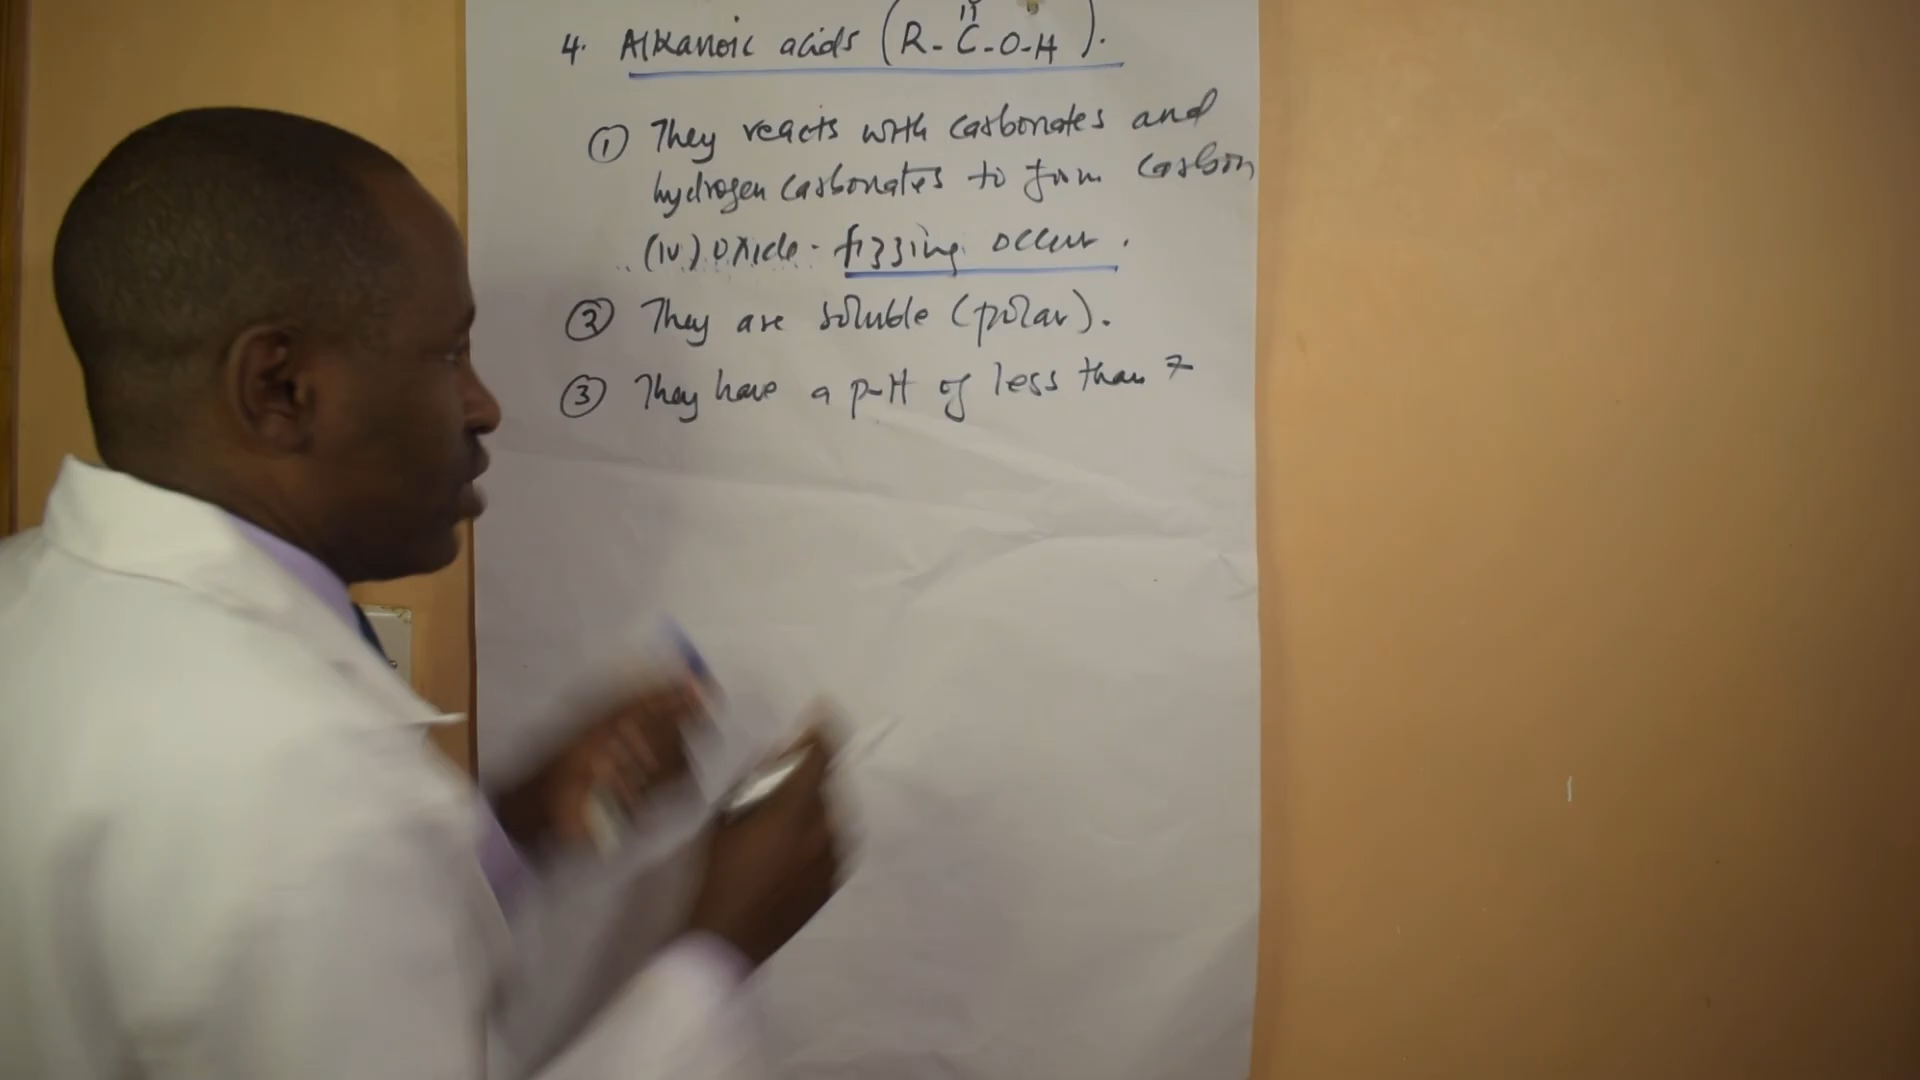 4. Alkanoic acids (R-C-O-H).
① They reacts with carbonates and
hydrogen carbonates to form carbon
(iv) oxide - fizzing occur.
② They are soluble (polar).
③ They have a p-H of less than 7